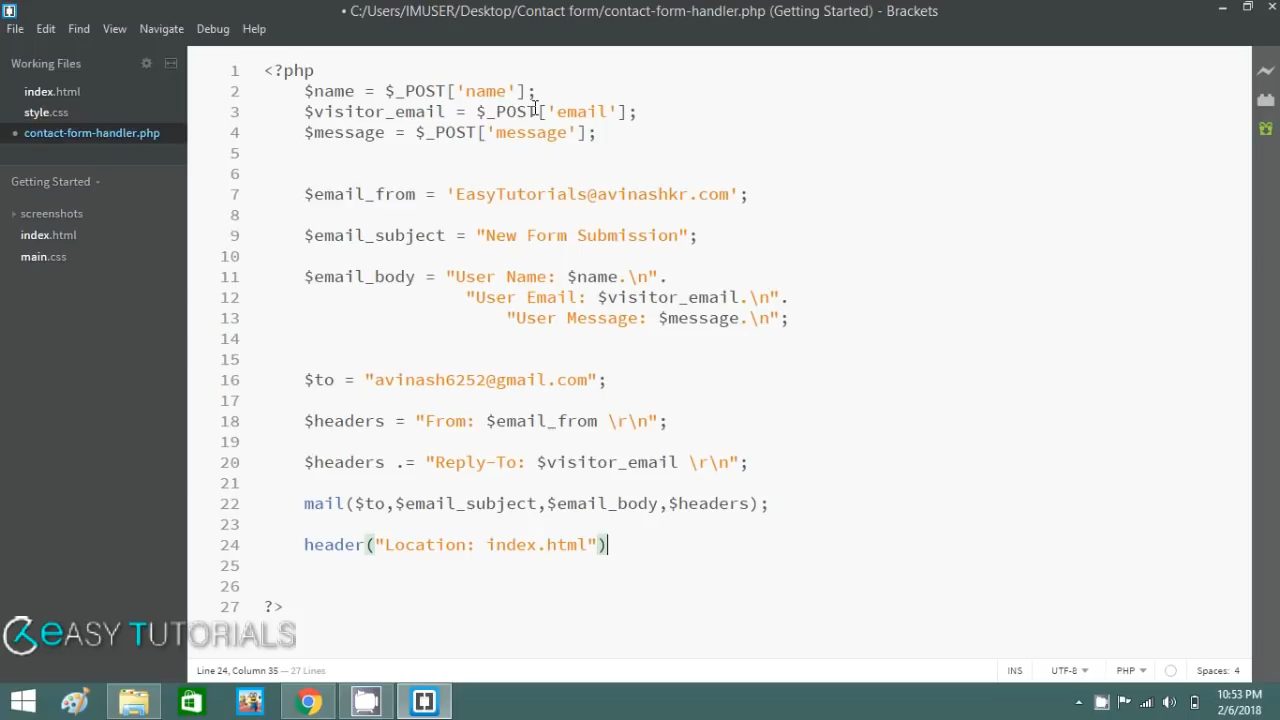 • C:/Users/IMUSER/Desktop/Contact form/contact-form-handler.php (Getting Started) - Brackets
File Edit Find View Navigate Debug Help
Working Files
index.html
style.css
• contact-form-handler.php
Getting Started
screenshots
index.html
main.css
1 <?php
2 $name = $_POST['name'];
3 $visitor_email = $_POST['email'];
4 $message = $_POST['message'];
5
6
7 $email_from = 'EasyTutorials@avinashkr.com';
8
9 $email_subject = "New Form Submission";
10
11 $email_body = "User Name: $name.\n".
12 "User Email: $visitor_email.\n".
13 "User Message: $message.\n";
14
15
16 $to = "avinash6252@gmail.com";
17
18 $headers = "From: $email_from \r\n";
19
20 $headers .= "Reply-To: $visitor_email \r\n";
21
22 mail($to,$email_subject,$email_body,$headers);
23
24 header("Location: index.html")
25
26
27 ?>
eASY TUTORIALS
Line 24, Column 35 — 27 Lines INS UTF-8 PHP Spaces: 4
10:53 PM
2/6/2018